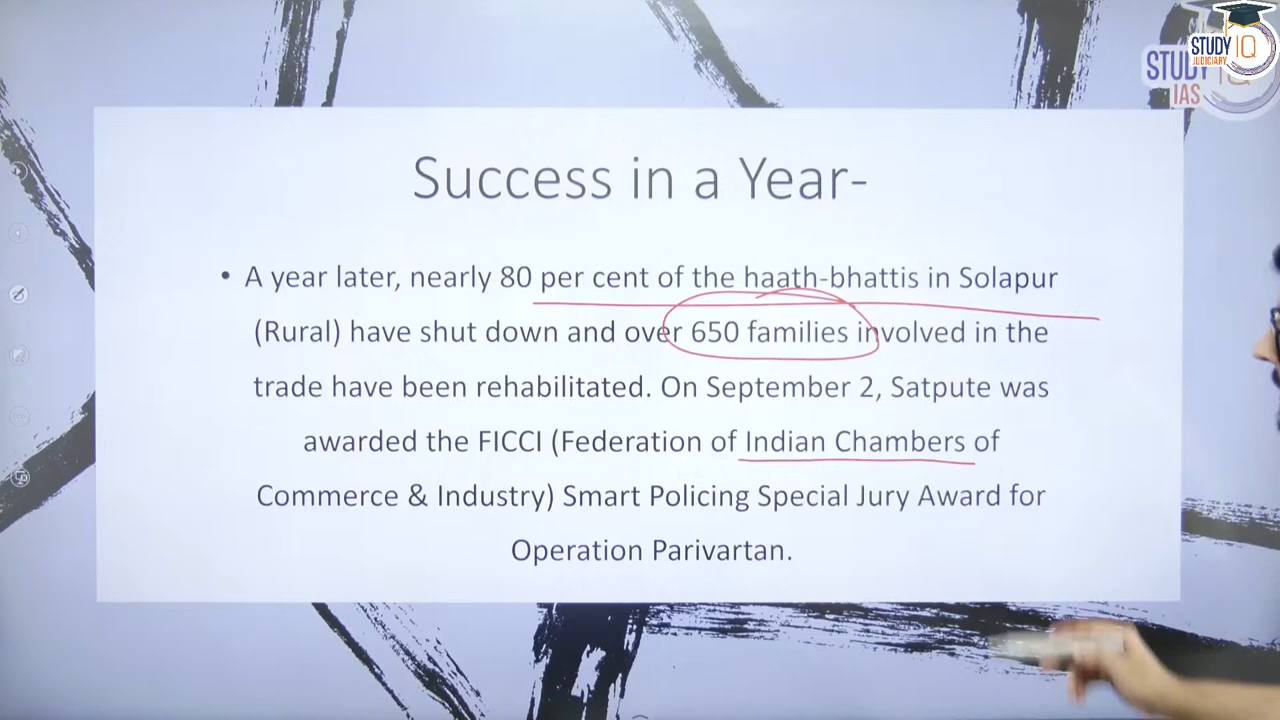 STUDY IQ
JUDICIARY
STUDY IQ
IAS
Success in a Year-
• A year later, nearly 80 per cent of the haath-bhattis in Solapur
(Rural) have shut down and over 650 families involved in the
trade have been rehabilitated. On September 2, Satpute was
awarded the FICCI (Federation of Indian Chambers of
Commerce & Industry) Smart Policing Special Jury Award for
Operation Parivartan.